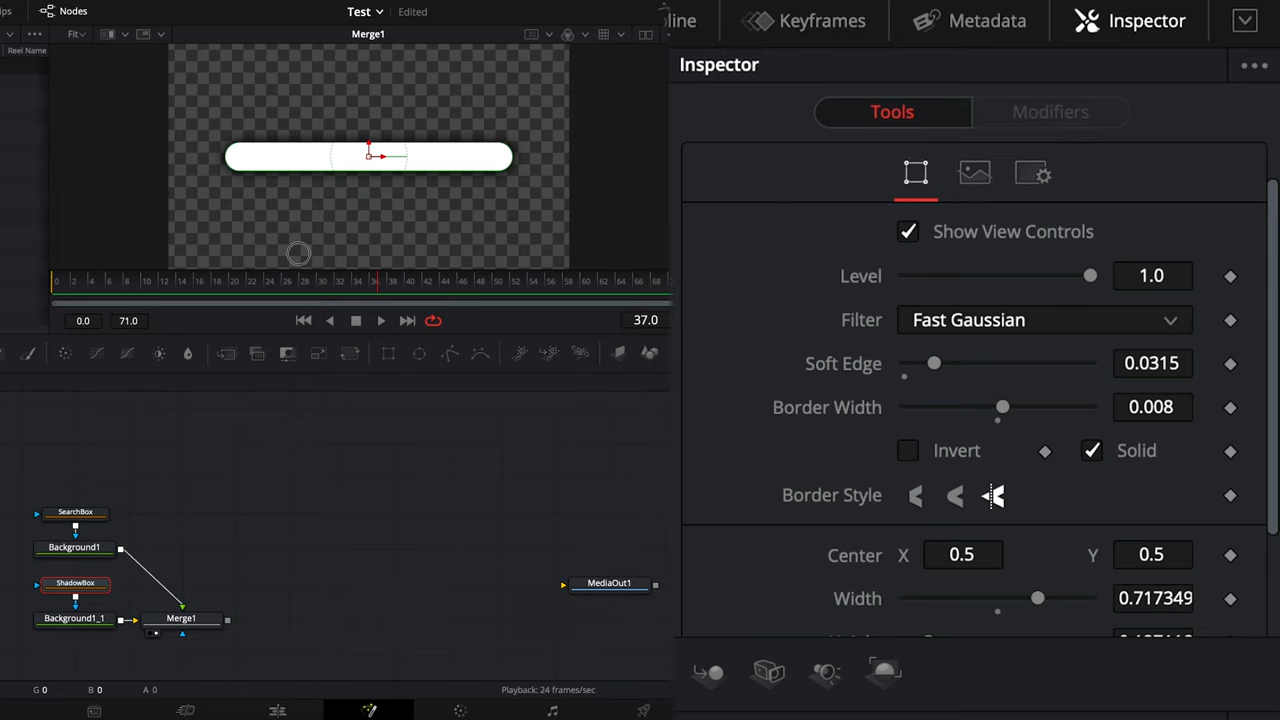 ips
Nodes
Test
Edited
line
Keyframes
Metadata
Inspector
Fit
Merge1
Reel Name
Inspector
Tools
Modifiers
Show View Controls
Level 1.0
Filter Fast Gaussian
Soft Edge 0.0315
Border Width 0.008
Invert Solid
Border Style
Center X 0.5 Y 0.5
Width 0.717349
0 2 4 6 8 10 12 14 16 18 20 22 24 26 28 30 32 34 36 38 40 42 44 46 48 50 52 54 56 58 60 62 64 66 68
0.0 71.0 37.0
SearchBox
Background1
ShadowBox
Background1_1
Merge1
MediaOut1
G 0 B 0 A 0
Playback: 24 frames/sec